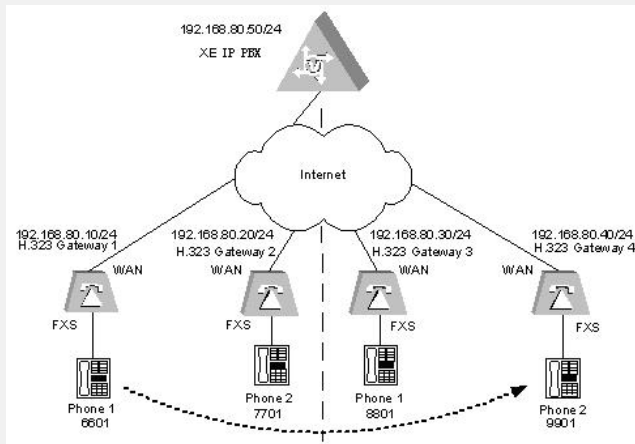 192.168.80.50/24
XE IP PBX
Internet
192.168.80.10/24
H.323 Gateway 1
192.168.80.20/24
H.323 Gateway 2
192.168.80.30/24
H.323 Gateway 3
192.168.80.40/24
H.323 Gateway 4
WAN
WAN
WAN
WAN
FXS
FXS
FXS
FXS
Phone 1
6601
Phone 2
7701
Phone 1
8801
Phone 2
9901